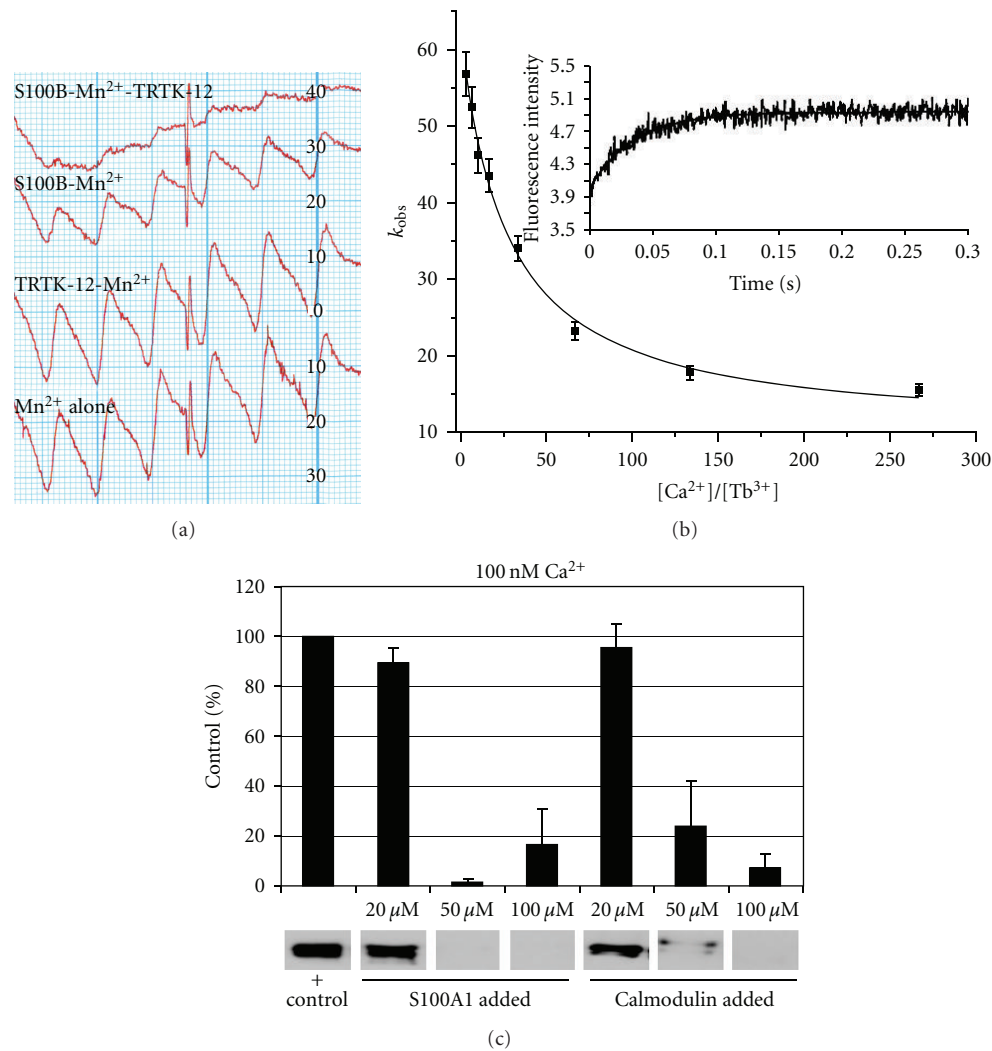 S100B-Mn²⁺-TRTK-12
40
30
S100B-Mn²⁺
20
10
TRTK-12-Mn²⁺
0
10
Mn²⁺ alone
20
30
(a)
60
50
40
30
20
10
k_obs
0 50 100 150 200 250 300
[Ca²⁺]/[Tb³⁺]
Fluorescence intensity
5.5
5.1
4.7
4.3
3.9
3.5
0 0.05 0.1 0.15 0.2 0.25 0.3
Time (s)
(b)
100 nM Ca²⁺
Control (%)
120
100
80
60
40
20
0
20 μM 50 μM 100 μM 20 μM 50 μM 100 μM
+
control
S100A1 added
Calmodulin added
(c)